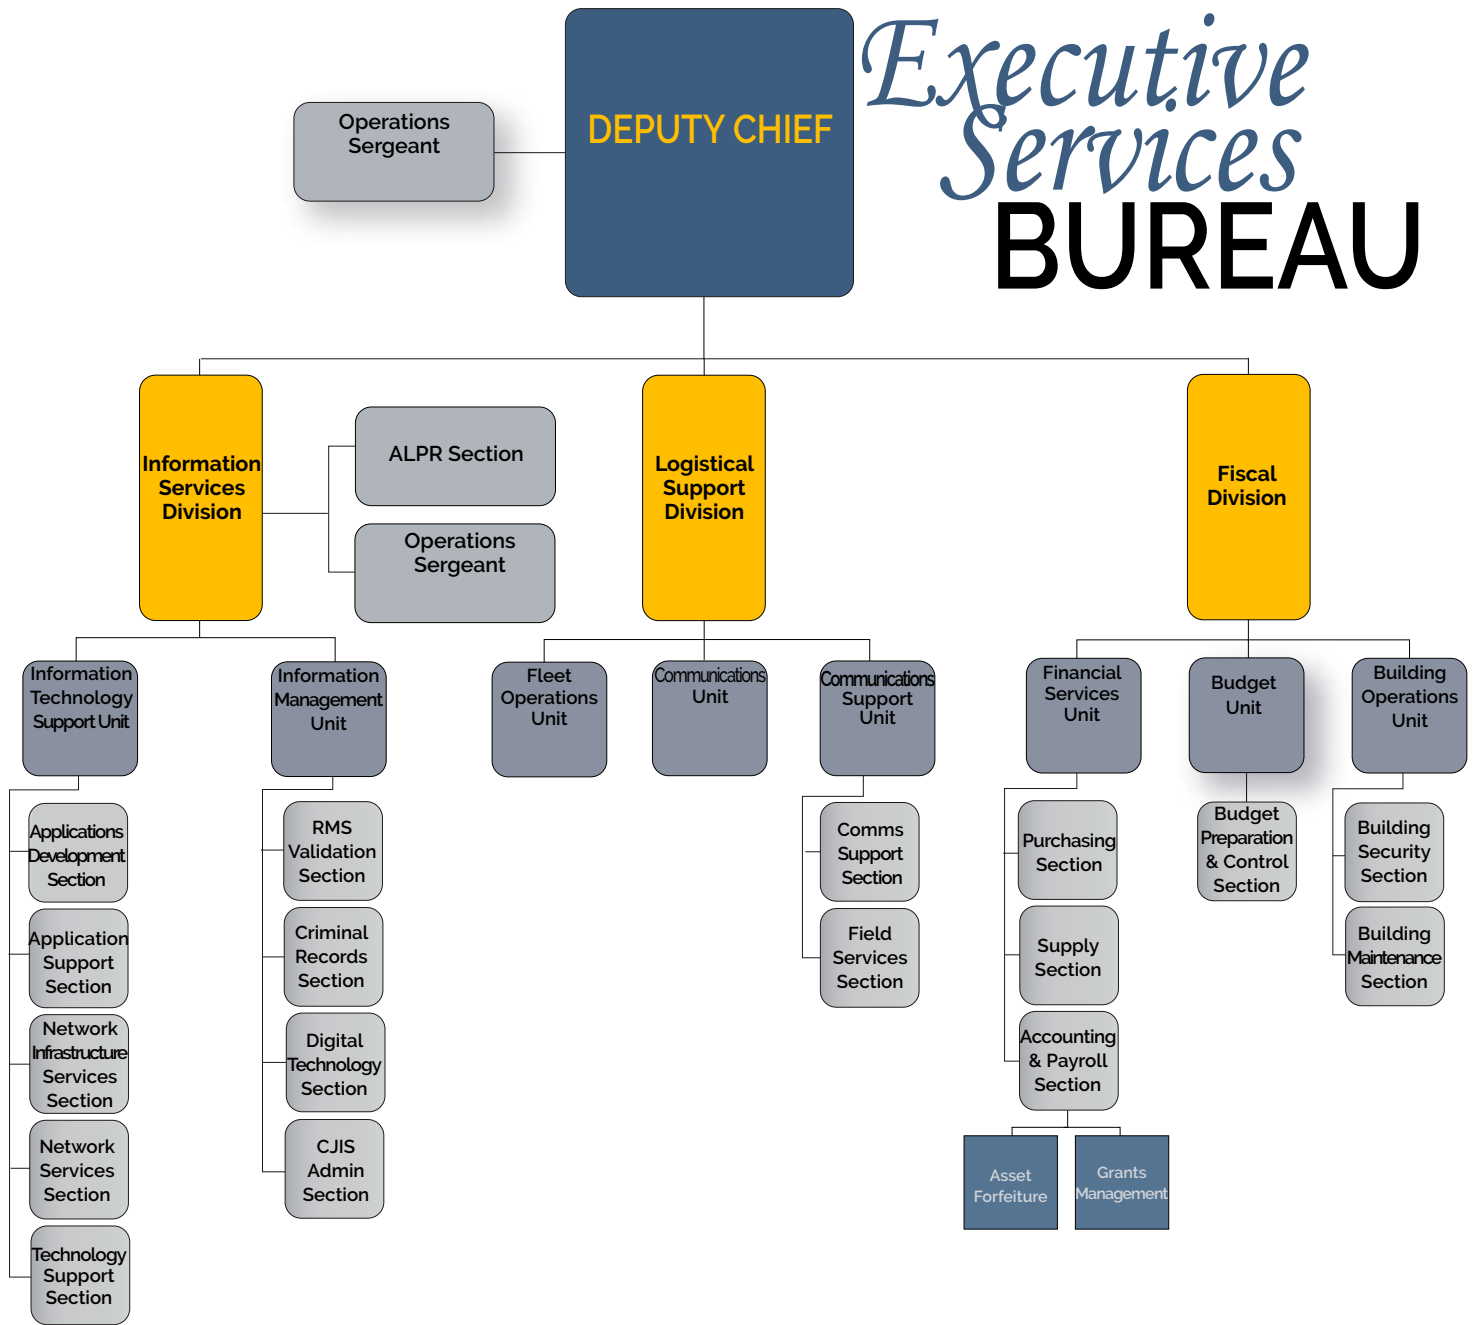 Executive
Services
BUREAU
DEPUTY CHIEF
Operations
Sergeant
Information
Services
Division
ALPR Section
Operations
Sergeant
Logistical
Support
Division
Fiscal
Division
Information
Technology
Support Unit
Information
Management
Unit
Fleet
Operations
Unit
Communications
Unit
Communications
Support
Unit
Financial
Services
Unit
Budget
Unit
Building
Operations
Unit
Applications
Development
Section
Application
Support
Section
Network
Infrastructure
Services
Section
Network
Services
Section
Technology
Support
Section
RMS
Validation
Section
Criminal
Records
Section
Digital
Technology
Section
CJIS
Admin
Section
Comms
Support
Section
Field
Services
Section
Purchasing
Section
Supply
Section
Accounting
& Payroll
Section
Asset
Forfeiture
Grants
Management
Budget
Preparation
& Control
Section
Building
Security
Section
Building
Maintenance
Section